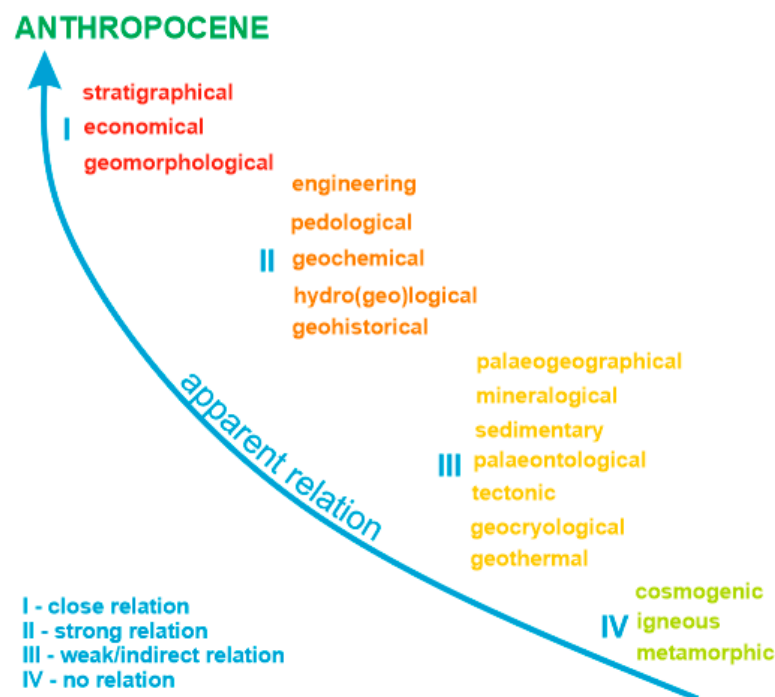 ANTHROPOCENE
stratigraphical
I economical
geomorphological
engineering
pedological
II geochemical
hydro(geo)logical
geohistorical
palaeogeographical
mineralogical
sedimentary
III palaeontological
tectonic
geocryological
geothermal
cosmogenic
IV igneous
metamorphic
apparent relation
I - close relation
II - strong relation
III - weak/indirect relation
IV - no relation